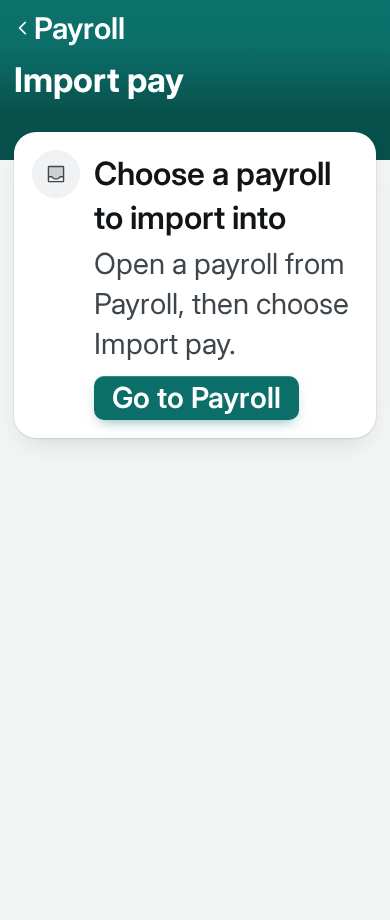 Payroll
Import pay
Choose a payroll
to import into
Open a payroll from
Payroll, then choose
Import pay.
Go to Payroll